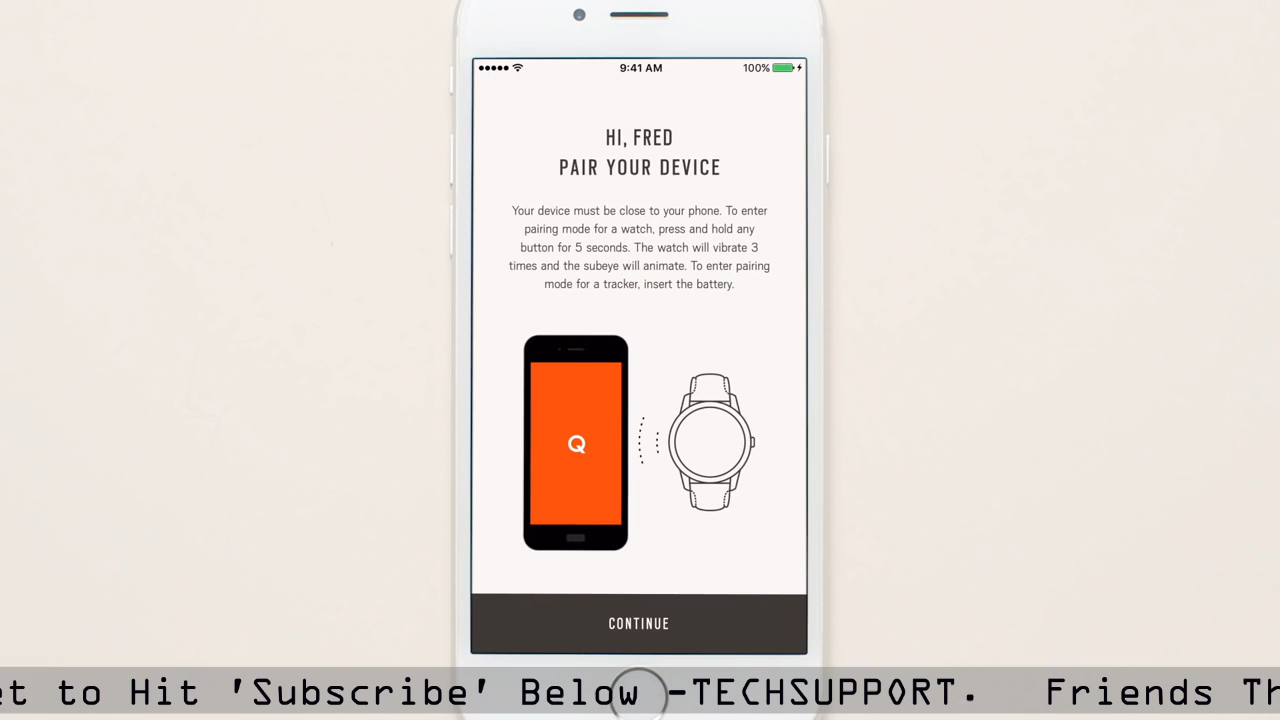 9:41 AM
100%
HI, FRED
PAIR YOUR DEVICE
Your device must be close to your phone. To enter
pairing mode for a watch, press and hold any
button for 5 seconds. The watch will vibrate 3
times and the subeye will animate. To enter pairing
mode for a tracker, insert the battery.
Q
CONTINUE
to Hit 'Subscribe' Below -TECHSUPPORT. Friends